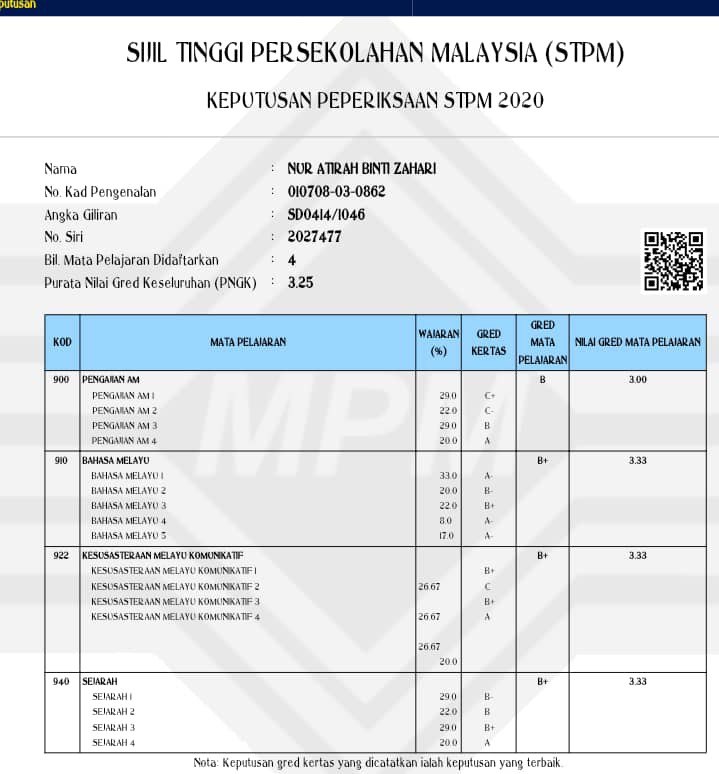 putusan
SIJIL TINGGI PERSEKOLAHAN MALAYSIA (STPM)
KEPUTUSAN PEPERIKSAAN STPM 2020
Nama : NUR ATIRAH BINTI ZAHARI
No. Kad Pengenalan : 010708-03-0862
Angka Giliran : SD0414/1046
No. Siri : 2027477
Bil. Mata Pelajaran Didaftarkan : 4
Purata Nilai Gred Keseluruhan (PNGK) : 3.25
KOD MATA PELAJARAN WAJARAN (%) GRED KERTAS GRED MATA PELAJARAN NILAI GRED MATA PELAJARAN
900 PENGAJIAN AM B 3.00
PENGAJIAN AM 1 29.0 C+
PENGAJIAN AM 2 22.0 C-
PENGAJIAN AM 3 29.0 B
PENGAJIAN AM 4 20.0 A
910 BAHASA MELAYU B+ 3.33
BAHASA MELAYU 1 33.0 A-
BAHASA MELAYU 2 20.0 B-
BAHASA MELAYU 3 22.0 B+
BAHASA MELAYU 4 8.0 A-
BAHASA MELAYU 5 17.0 A-
922 KESUSASTERAAN MELAYU KOMUNIKATIF B+ 3.33
KESUSASTERAAN MELAYU KOMUNIKATIF 1 B+
KESUSASTERAAN MELAYU KOMUNIKATIF 2 26.67 C
KESUSASTERAAN MELAYU KOMUNIKATIF 3 B+
KESUSASTERAAN MELAYU KOMUNIKATIF 4 26.67 A
26.67
20.0
940 SEJARAH B+ 3.33
SEJARAH 1 29.0 B-
SEJARAH 2 22.0 B
SEJARAH 3 29.0 B+
SEJARAH 4 20.0 A
Nota: Keputusan gred kertas yang dicatatkan ialah keputusan yang terbaik.
MPM